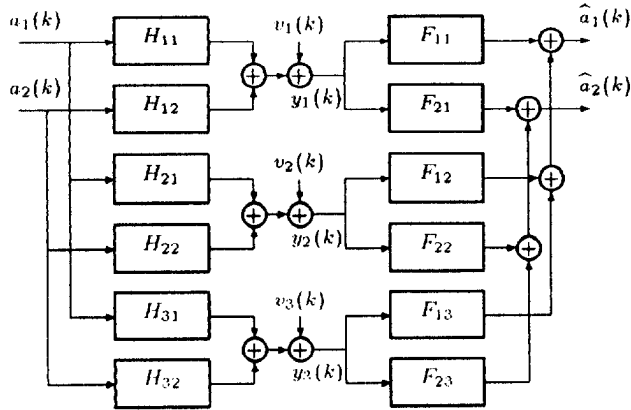 a₁(k) H₁₁ v₁(k) F₁₁ â₁(k)
a₂(k) H₁₂ y₁(k) F₂₁ â₂(k)
H₂₁ v₂(k) F₁₂
H₂₂ y₂(k) F₂₂
H₃₁ v₃(k) F₁₃
H₃₂ y₃(k) F₂₃